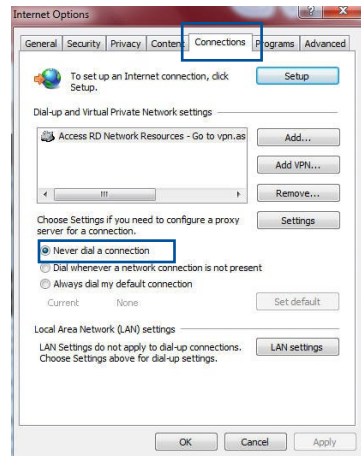 Internet Options
General Security Privacy Content Connections Programs Advanced
To set up an Internet connection, click
Setup.
Setup
Dial-up and Virtual Private Network settings
Access RD Network Resources - Go to vpn.as
Add...
Add VPN...
Remove...
Choose Settings if you need to configure a proxy
server for a connection.
Settings
Never dial a connection
Dial whenever a network connection is not present
Always dial my default connection
Current None
Set default
Local Area Network (LAN) settings
LAN Settings do not apply to dial-up connections.
Choose Settings above for dial-up settings.
LAN settings
OK Cancel Apply